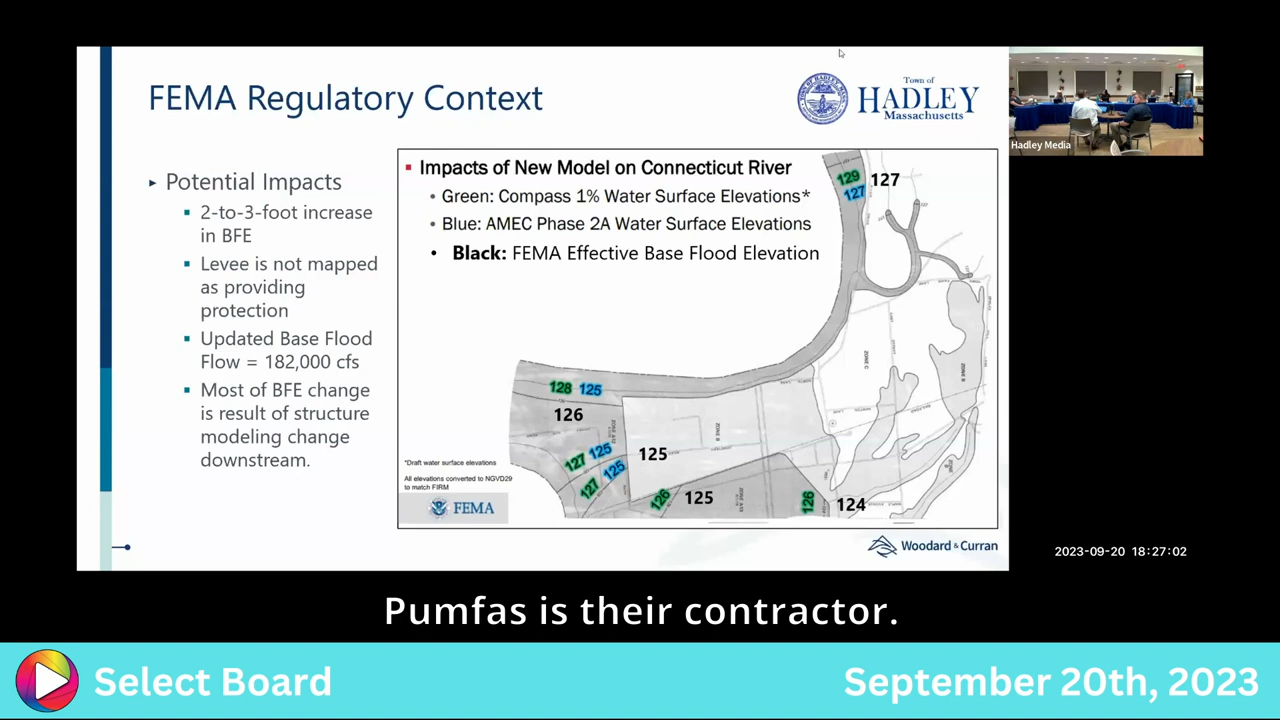 FEMA Regulatory Context
TOWN OF HADLEY
Town of
HADLEY
Massachusetts
Hadley Media
▸ Potential Impacts
▪ 2-to-3-foot increase
in BFE
▪ Levee is not mapped
as providing
protection
▪ Updated Base Flood
Flow = 182,000 cfs
▪ Most of BFE change
is result of structure
modeling change
downstream.
▪ Impacts of New Model on Connecticut River
• Green: Compass 1% Water Surface Elevations*
• Blue: AMEC Phase 2A Water Surface Elevations
• Black: FEMA Effective Base Flood Elevation
129
127
127
128
125
126
127
125
127
125
125
126
125
126
124
ZONE C
ZONE B
ZONE B
*Draft water surface elevations
All elevations converted to NGVD29
to match FIRM
FEMA
Woodard & Curran
2023-09-20 18:27:02
Pumfas is their contractor.
Select Board
September 20th, 2023